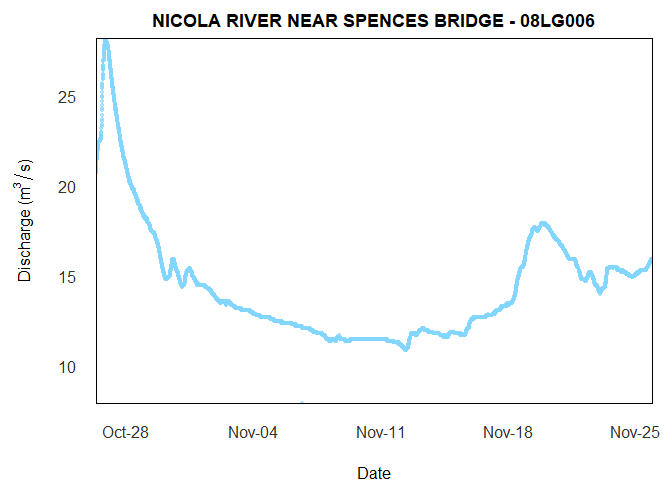 NICOLA RIVER NEAR SPENCES BRIDGE - 08LG006
25
20
15
10
Discharge (m³ / s)
Oct-28 Nov-04 Nov-11 Nov-18 Nov-25
Date